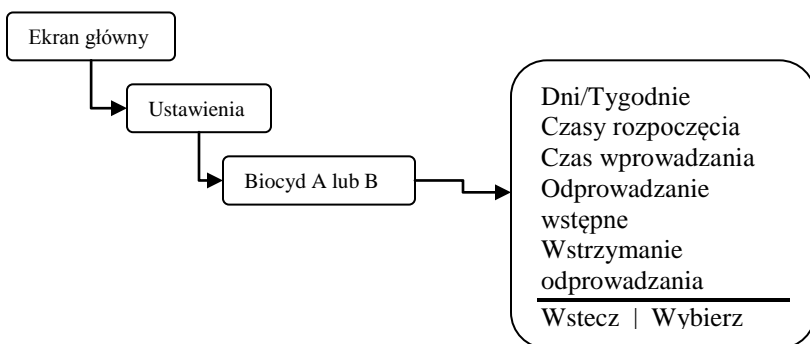 Ekran główny
Ustawienia
Biocyd A lub B
Dni/Tygodnie
Czasy rozpoczęcia
Czas wprowadzania
Odprowadzanie
wstępne
Wstrzymanie
odprowadzania
Wstecz | Wybierz